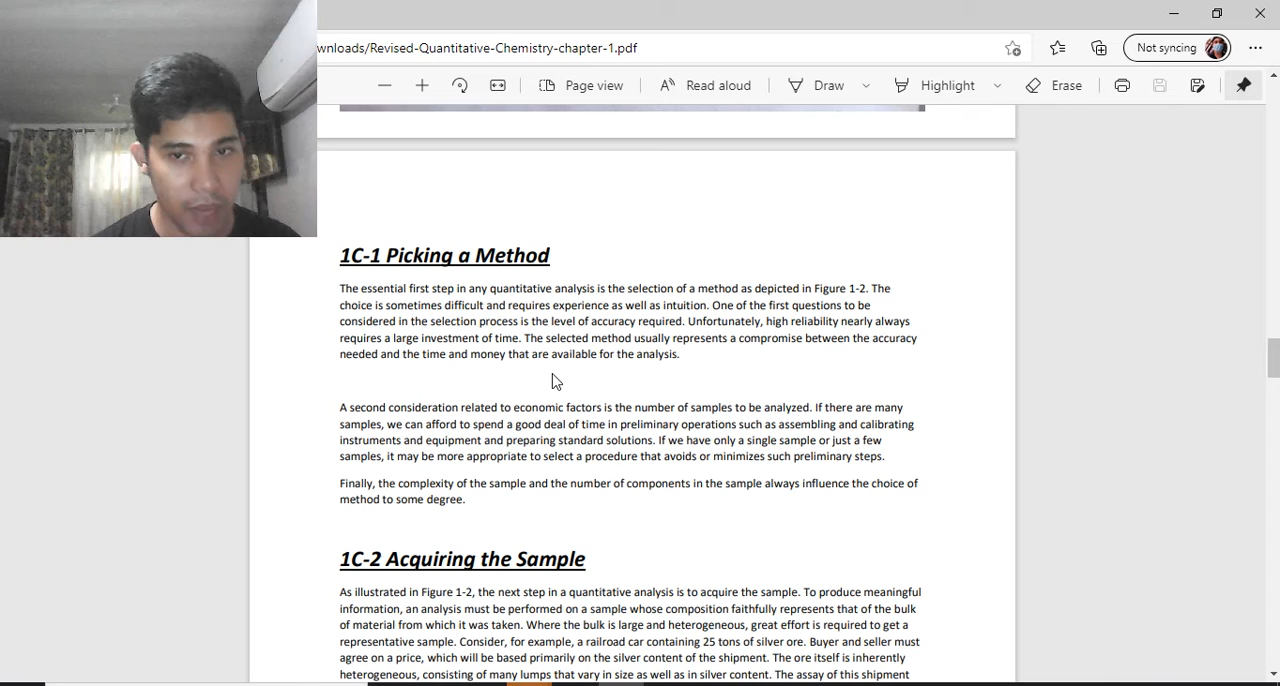 wnloads/Revised-Quantitative-Chemistry-chapter-1.pdf
Not syncing
Page view
Read aloud
Draw
Highlight
Erase
1C-1 Picking a Method
The essential first step in any quantitative analysis is the selection of a method as depicted in Figure 1-2. The
choice is sometimes difficult and requires experience as well as intuition. One of the first questions to be
considered in the selection process is the level of accuracy required. Unfortunately, high reliability nearly always
requires a large investment of time. The selected method usually represents a compromise between the accuracy
needed and the time and money that are available for the analysis.
A second consideration related to economic factors is the number of samples to be analyzed. If there are many
samples, we can afford to spend a good deal of time in preliminary operations such as assembling and calibrating
instruments and equipment and preparing standard solutions. If we have only a single sample or just a few
samples, it may be more appropriate to select a procedure that avoids or minimizes such preliminary steps.
Finally, the complexity of the sample and the number of components in the sample always influence the choice of
method to some degree.
1C-2 Acquiring the Sample
As illustrated in Figure 1-2, the next step in a quantitative analysis is to acquire the sample. To produce meaningful
information, an analysis must be performed on a sample whose composition faithfully represents that of the bulk
of material from which it was taken. Where the bulk is large and heterogeneous, great effort is required to get a
representative sample. Consider, for example, a railroad car containing 25 tons of silver ore. Buyer and seller must
agree on a price, which will be based primarily on the silver content of the shipment. The ore itself is inherently
heterogeneous, consisting of many lumps that vary in size as well as in silver content. The assay of this shipment